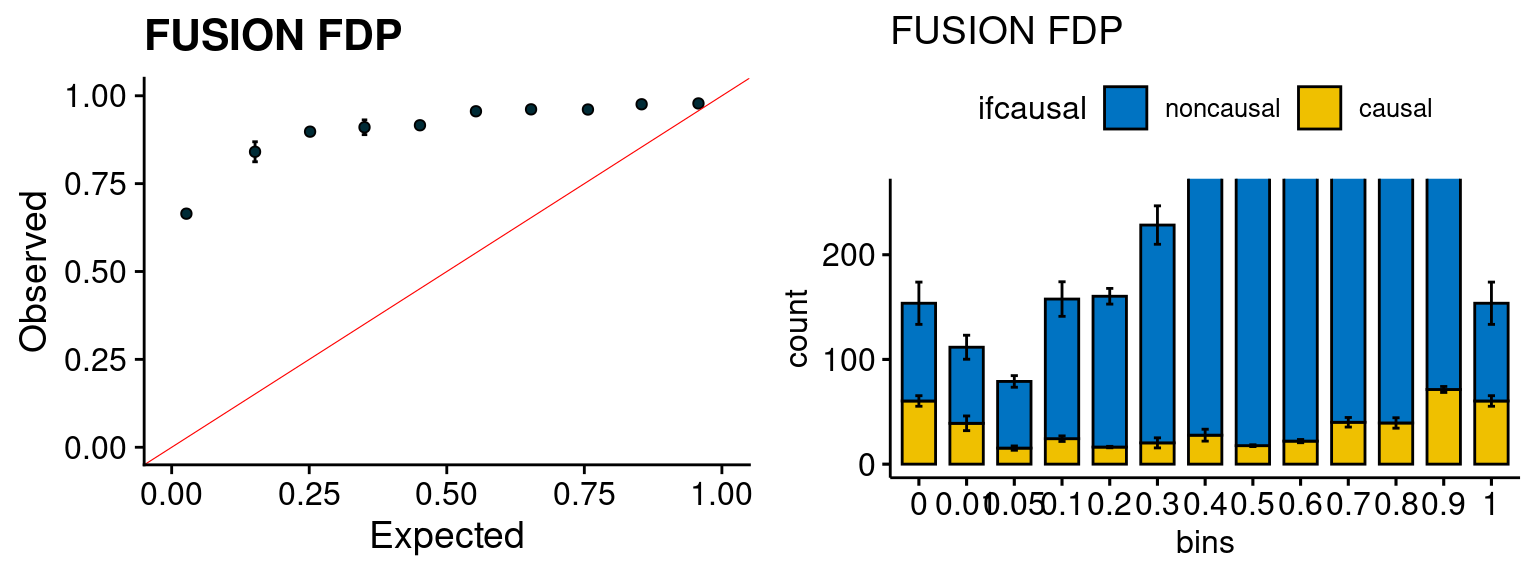 FUSION FDP
Observed
1.00
0.75
0.50
0.25
0.00
0.00 0.25 0.50 0.75 1.00
Expected
FUSION FDP
ifcausal noncausal causal
count
200
100
0
0 0.01 0.05 0.1 0.2 0.3 0.4 0.5 0.6 0.7 0.8 0.9 1
bins